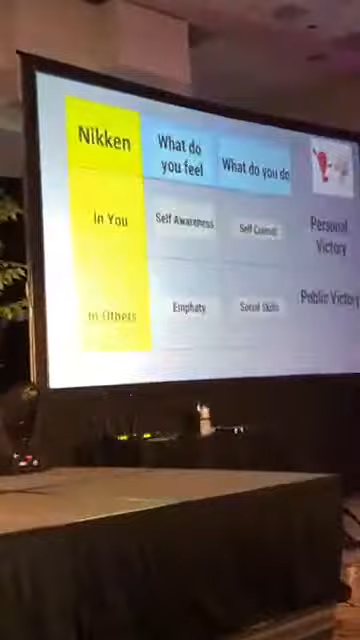 Nikken
What do
you feel
What do you do
In You
Self Awareness
Self Control
Personal
Victory
in Others
Emphaty
Social Skills
Public Victory